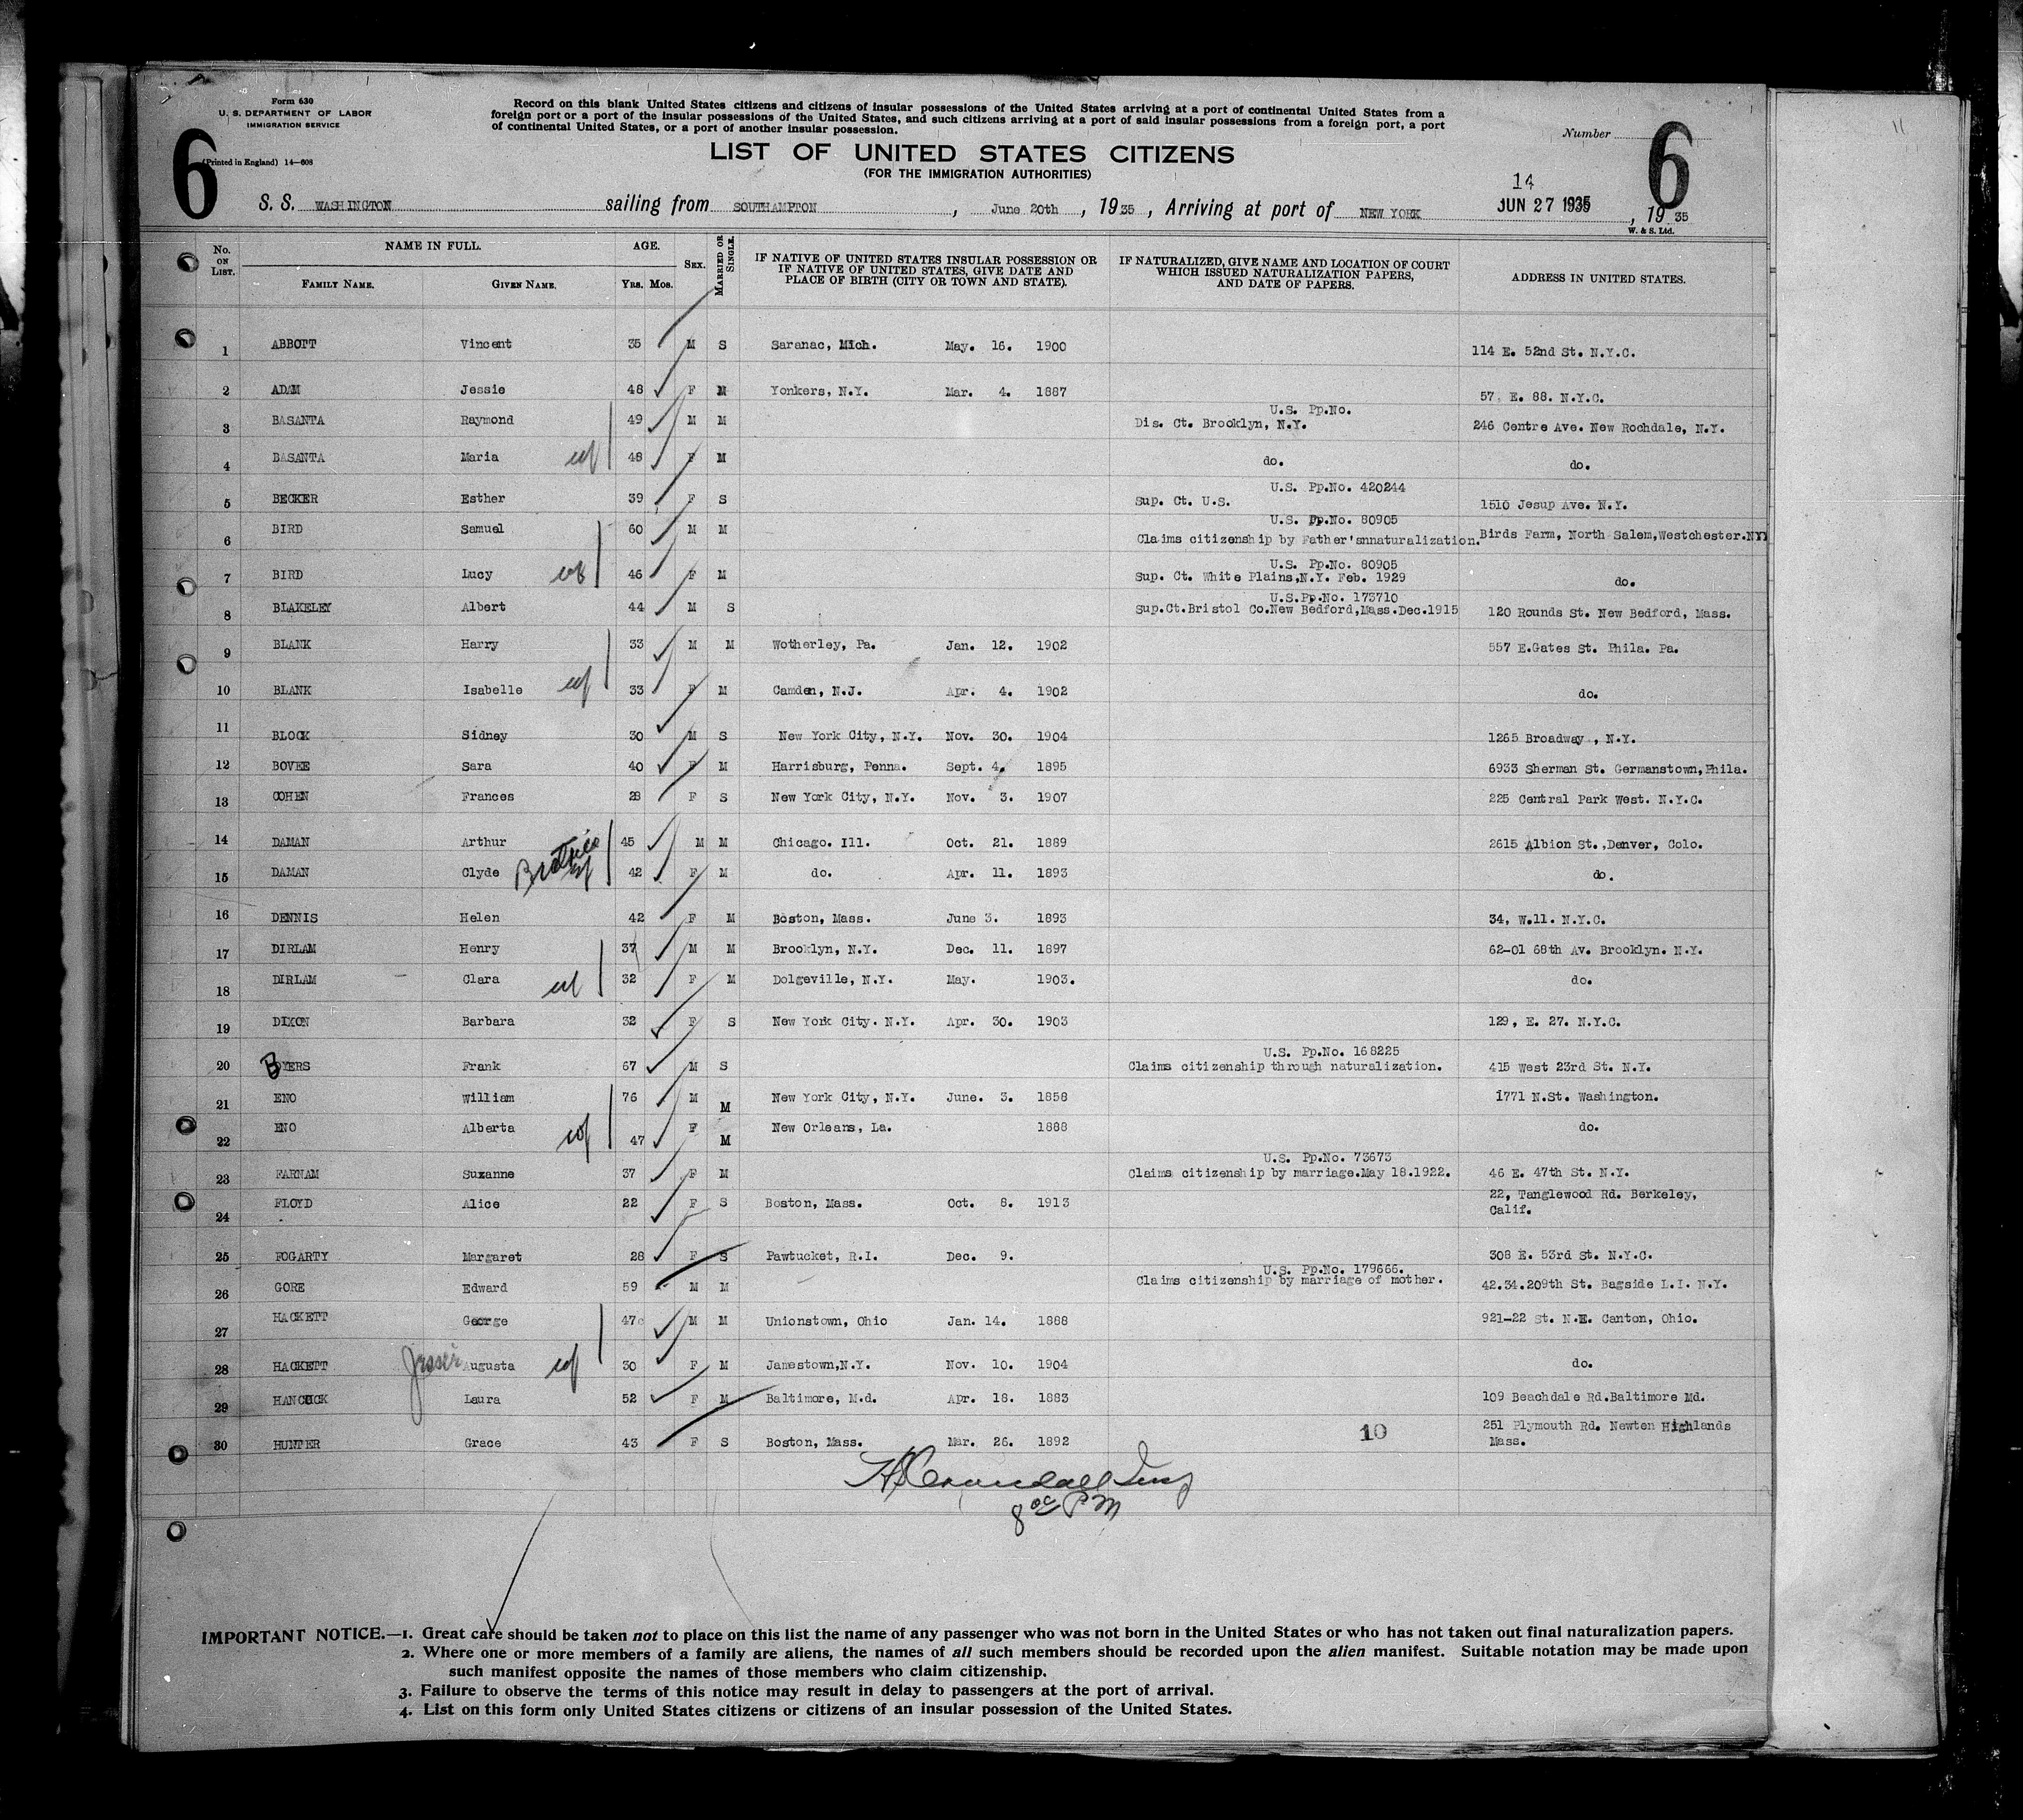 Form 630
U. S. DEPARTMENT OF LABOR
IMMIGRATION SERVICE
(Printed in England) 14—608
6
Record on this blank United States citizens and citizens of insular possessions of the United States arriving at a port of continental United States from a
foreign port or a port of the insular possessions of the United States, and such citizens arriving at a port of said insular possessions from a foreign port, a port
of continental United States, or a port of another insular possession.
LIST OF UNITED STATES CITIZENS
(FOR THE IMMIGRATION AUTHORITIES)
Number
6
11
14
S. S. WASHINGTON sailing from SOUTHAMPTON, June 20th, 1935, Arriving at port of NEW YORK JUN 27 1935, 1935
W. & S. Ltd.
No. ON LIST. NAME IN FULL. FAMILY NAME. GIVEN NAME. AGE. YRS. MOS. SEX. MARRIED OR SINGLE. IF NATIVE OF UNITED STATES INSULAR POSSESSION OR IF NATIVE OF UNITED STATES, GIVE DATE AND PLACE OF BIRTH (CITY OR TOWN AND STATE). IF NATURALIZED, GIVE NAME AND LOCATION OF COURT WHICH ISSUED NATURALIZATION PAPERS, AND DATE OF PAPERS. ADDRESS IN UNITED STATES.
1 ABBOTT Vincent 35 M S Saranac, Mich. May. 16. 1900 114 E. 52nd St. N.Y.C.
2 ADAM Jessie 48 F M Yonkers, N.Y. Mar. 4. 1887 57, E. 88. N.Y.C.
U.S. Pp.No.
3 BASANTA Raymond 49 M M Dis. Ct. Brooklyn, N.Y. 246 Centre Ave. New Rochdale, N.Y.
4 BASANTA Maria wf 48 F M do. do.
U.S. Pp.No. 420244
5 BECKER Esther 39 F S Sup. Ct. U.S. 1510 Jesup Ave. N.Y.
U.S. Pp.No. 80905
6 BIRD Samuel 60 M M Claims citizenship by Father'snnaturalization. Birds Farm, North Salem,Westchester.NY
U.S. Pp.No. 80905
7 BIRD Lucy wf 46 F M Sup. Ct. White Plains,N.Y. Feb. 1929 do.
U.S.Pp.No. 173710
8 BLAKELEY Albert 44 M S Sup.Ct.Bristol Co.New Bedford,Mass.Dec.1915 120 Rounds St. New Bedford, Mass.
9 BLANK Harry 33 M M Wotherley, Pa. Jan. 12. 1902 557 E.Gates St. Phila. Pa.
10 BLANK Isabelle wf 33 F M Camden, N.J. Apr. 4. 1902 do.
11 BLOCK Sidney 30 M S New York City, N.Y. Nov. 30. 1904 1265 Broadway , N.Y.
12 BOVEE Sara 40 F M Harrisburg, Penna. Sept. 4. 1895 6933 Sherman St. Germanstown,Phila.
13 COHEN Frances 28 F S New York City, N.Y. Nov. 3. 1907 225 Central Park West. N.Y.C.
14 DAMAN Arthur 45 M M Chicago. Ill. Oct. 21. 1889 2615 Albion St.,Denver, Colo.
15 DAMAN Clyde Beatrice wf 42 F M do. Apr. 11. 1893 do.
16 DENNIS Helen 42 F M Boston, Mass. June 3. 1893 34, W.11. N.Y.C.
17 DIRLAM Henry 37 M M Brooklyn, N.Y. Dec. 11. 1897 62-01 68th Av. Brooklyn. N.Y.
18 DIRLAM Clara wf 32 F M Dolgeville, N.Y. May. 1903. do.
19 DIXON Barbara 32 F S New York City. N.Y. Apr. 30. 1903 129, E. 27. N.Y.C.
U.S. Pp.No. 168225
20 BYERS Frank 67 M S Claims citizenship through naturalization. 415 West 23rd St. N.Y.
21 ENO William 76 M M New York City, N.Y. June. 3. 1858 1771 N.St. Washington.
22 ENO Alberta wf 47 F M New Orleans, La. 1888 do.
U.S. Pp.No. 73673
23 FARNAM Suzanne 37 F M Claims citizenship by marriage.May 18.1922. 46 E. 47th St. N.Y.
24 FLOYD Alice 22 F S Boston, Mass. Oct. 8. 1913 22, Tanglewood Rd. Berkeley,
Calif.
25 FOGARTY Margaret 28 F S Pawtucket, R.I. Dec. 9. 308 E. 53rd St. N.Y.C.
U.S. Pp.No. 179666.
26 GORE Edward 59 M M Claims citizenship by marriage of mother. 42.34.209th St. Bagside L.I. N.Y.
27 HACKETT George 47 M M Unionstown, Ohio Jan. 14. 1888 921-22 St. N.E. Canton, Ohio.
28 HACKETT Jessie Augusta wf 30 F M Jamestown,N.Y. Nov. 10. 1904 do.
29 HANCOCK Laura 52 F M Baltimore, M.d. Apr. 18. 1883 109 Beachdale Rd.Baltimore Md.
30 HUNTER Grace 43 F S Boston, Mass. Mar. 26. 1892 10 251 Plymouth Rd. Newten Highlands
Mass.
Crandall Insp
8 00 PM
IMPORTANT NOTICE.—1. Great care should be taken not to place on this list the name of any passenger who was not born in the United States or who has not taken out final naturalization papers.
2. Where one or more members of a family are aliens, the names of all such members should be recorded upon the alien manifest. Suitable notation may be made upon
such manifest opposite the names of those members who claim citizenship.
3. Failure to observe the terms of this notice may result in delay to passengers at the port of arrival.
4. List on this form only United States citizens or citizens of an insular possession of the United States.